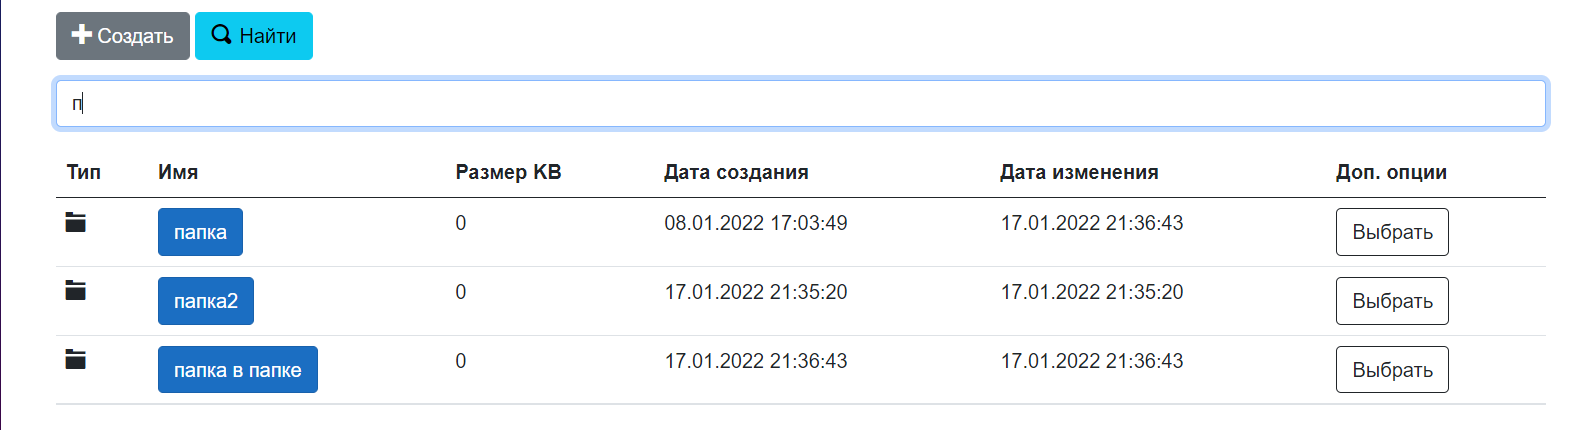 Создать Найти
п
Тип Имя Размер KB Дата создания Дата изменения Доп. опции
папка 0 08.01.2022 17:03:49 17.01.2022 21:36:43 Выбрать
папка2 0 17.01.2022 21:35:20 17.01.2022 21:35:20 Выбрать
папка в папке 0 17.01.2022 21:36:43 17.01.2022 21:36:43 Выбрать